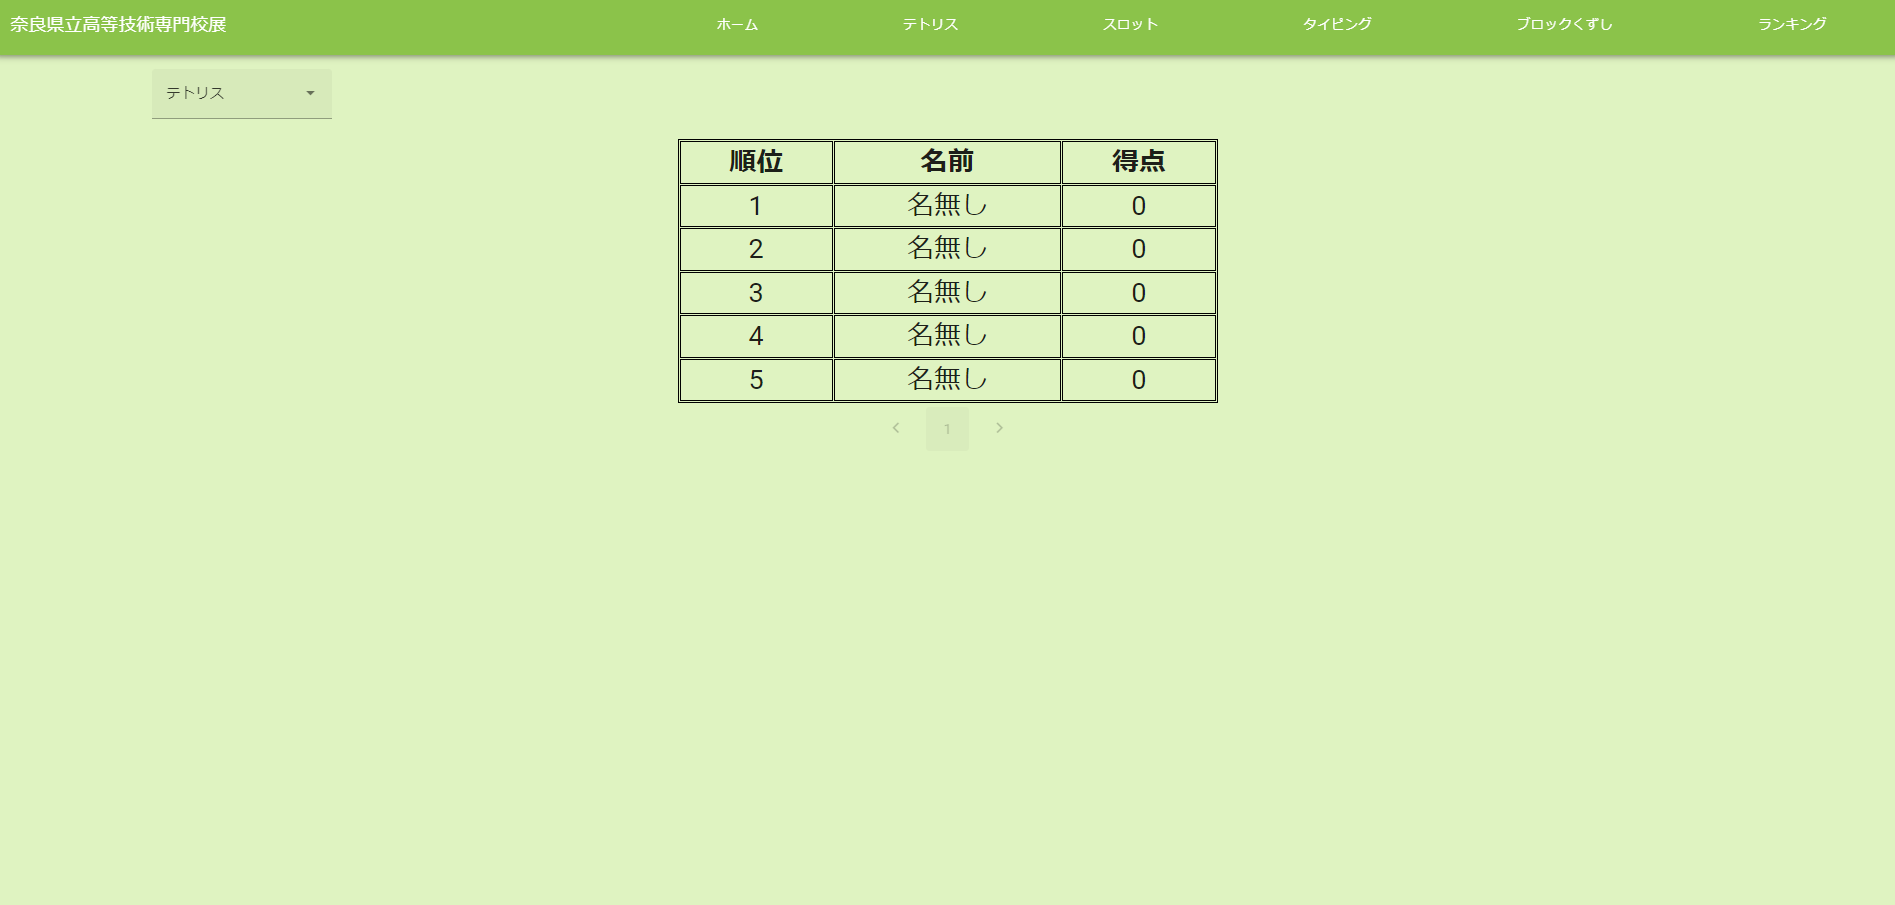 奈良県立高等技術専門校展 ホーム テトリス スロット タイピング ブロックくずし ランキング
テトリス
順位 名前 得点
1 名無し 0
2 名無し 0
3 名無し 0
4 名無し 0
5 名無し 0
1